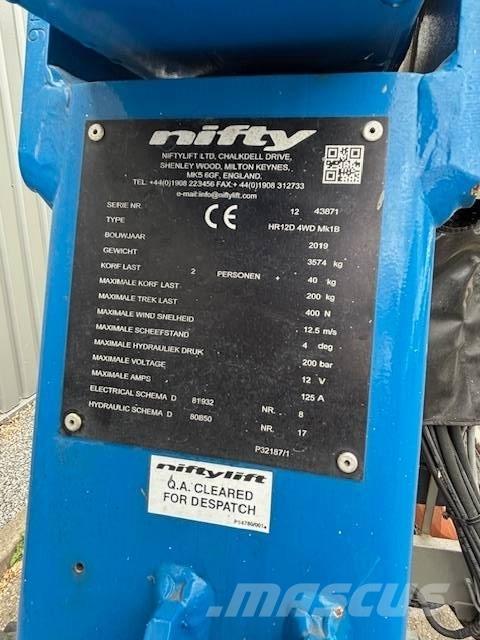 nifty
NIFTYLIFT LTD, CHALKDELL DRIVE,
SHENLEY WOOD, MILTON KEYNES,
MK5 6GF, ENGLAND.
TEL: +44(0)1908 223456 FAX:+ 44(0)1908 312733
e-mail:info@niftylift.com
CE
SERIE NR. 12 43871
TYPE HR12D 4WD Mk1B
BOUWJAAR 2019
GEWICHT 3574 kg
KORF LAST 2 PERSONEN + 40 kg
MAXIMALE KORF LAST 200 kg
MAXIMALE TREK LAST 400 N
MAXIMALE WIND SNELHEID 12.5 m/s
MAXIMALE SCHEEFSTAND 4 deg
MAXIMALE HYDRAULIEK DRUK 200 bar
MAXIMALE VOLTAGE 12 V
MAXIMALE AMPS 125 A
ELECTRICAL SCHEMA D 81932 NR. 8
HYDRAULIC SCHEMA D 80850 NR. 17
P32187/1
niftylift
Q.A. CLEARED
FOR DESPATCH
P14780/001
MASCUS